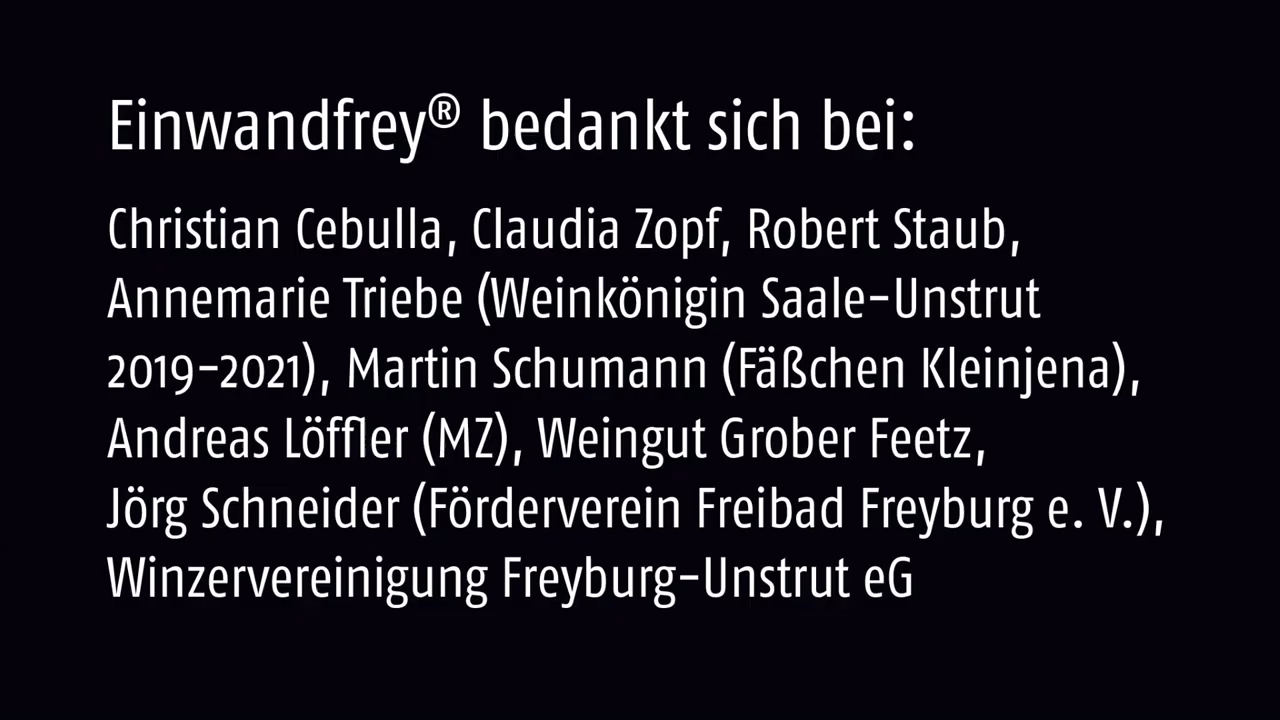 Einwandfrey® bedankt sich bei:
Christian Cebulla, Claudia Zopf, Robert Staub,
Annemarie Triebe (Weinkönigin Saale-Unstrut
2019-2021), Martin Schumann (Fäßchen Kleinjena),
Andreas Löffler (MZ), Weingut Grober Feetz,
Jörg Schneider (Förderverein Freibad Freyburg e. V.),
Winzervereinigung Freyburg-Unstrut eG